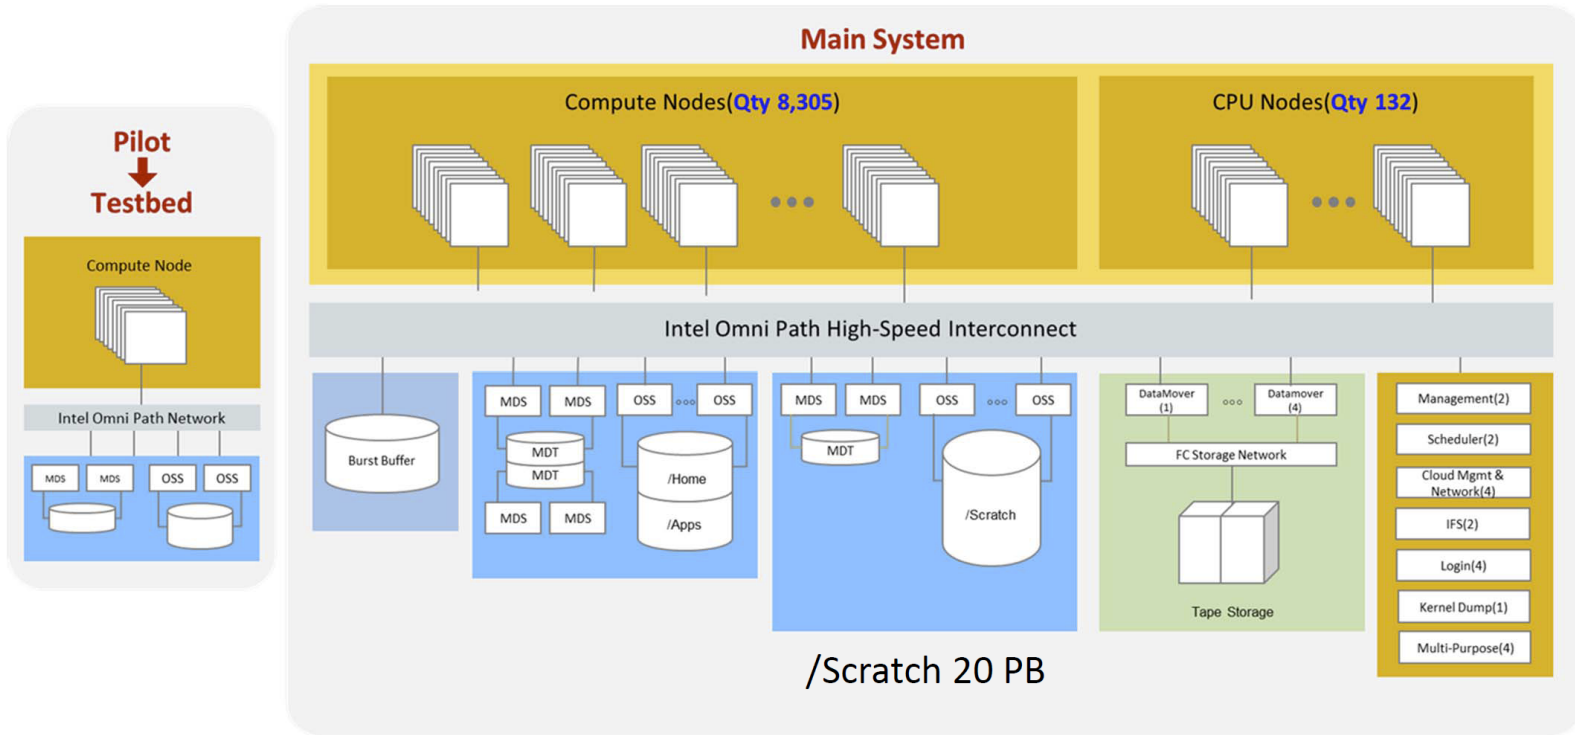 Pilot
Testbed
Compute Node
Intel Omni Path Network
MDS
MDS
OSS
OSS
Main System
Compute Nodes(Qty 8,305)
CPU Nodes(Qty 132)
Intel Omni Path High-Speed Interconnect
Burst Buffer
MDS
MDS
OSS
OSS
MDT
MDT
/Home
/Apps
MDS
MDS
MDS
MDS
OSS
OSS
MDT
/Scratch
/Scratch 20 PB
DataMover
(1)
Datamover
(4)
FC Storage Network
Tape Storage
Management(2)
Scheduler(2)
Cloud Mgmt &
Network(4)
IFS(2)
Login(4)
Kernel Dump(1)
Multi-Purpose(4)